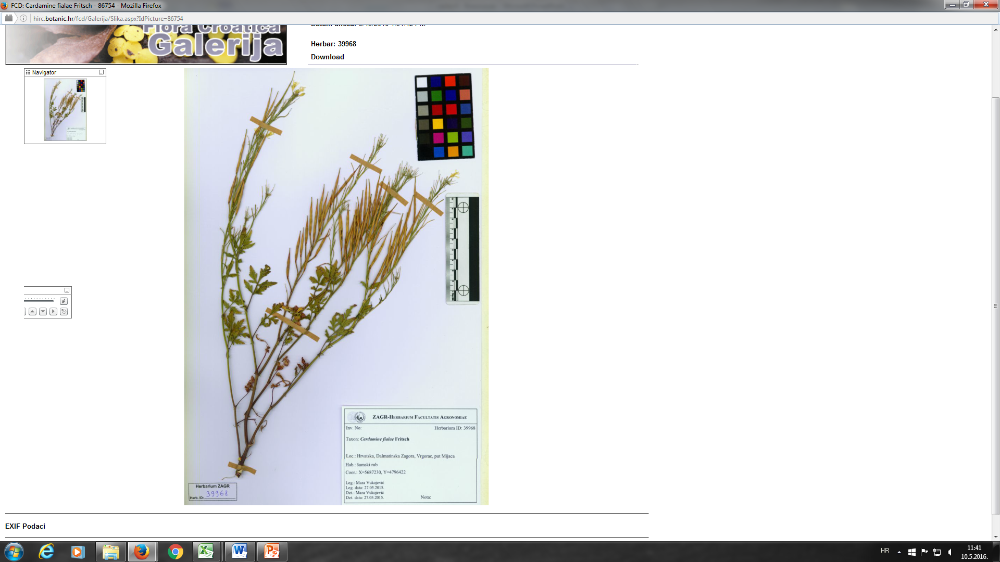 FCD: Cardamine fialae Fritsch - 86754 - Mozilla Firefox
hirc.botanic.hr/fcd/Galerija/Slika.aspx?IdPicture=86754
Flora Croatica
Galerija
Herbar: 39968
Download
Navigator
ZAGR-HERBARIUM FACULTATIS AGRONOMIAE
Inv. No: Herbarium ID: 39968
Taxon: Cardamine fialae Fritsch
Loc.: Hrvatska, Dalmatinska Zagora, Vrgorac, put Mijaca
Hab.: šumski rub
Coor.: X=5687230, Y=4796422
Leg.: Mara Vukojević
Leg. data: 27.05.2015.
Det.: Mara Vukojević
Det. data: 27.05.2015. Nota:
Herbarium ZAGR
Herb. ID: 39968
EXIF Podaci
HR
11:41
10.5.2016.